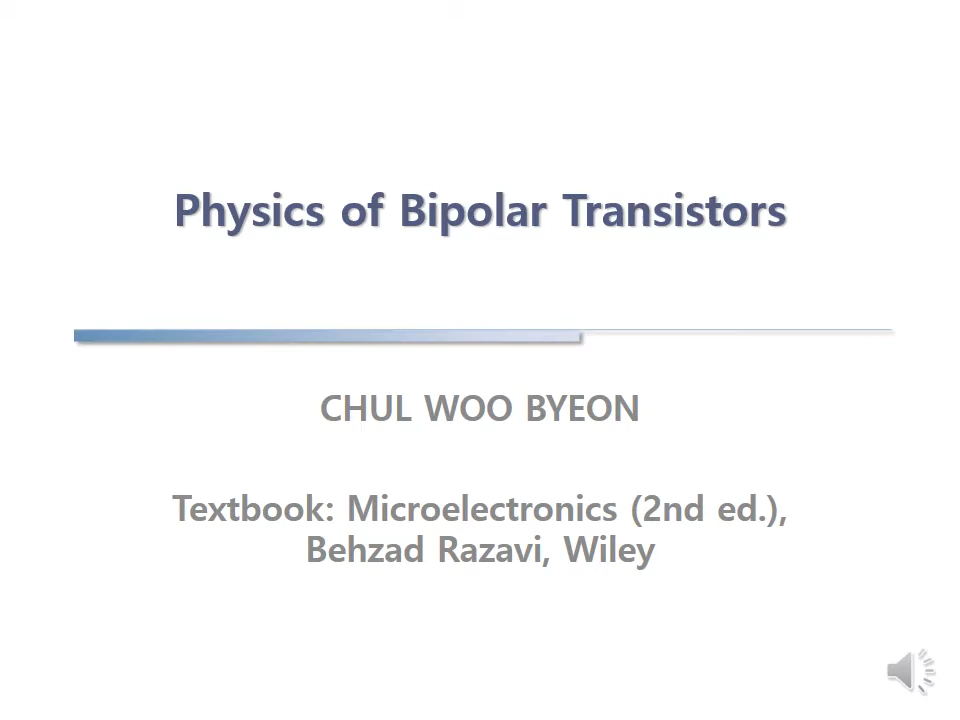 Physics of Bipolar Transistors
CHUL WOO BYEON
Textbook: Microelectronics (2nd ed.),
Behzad Razavi, Wiley